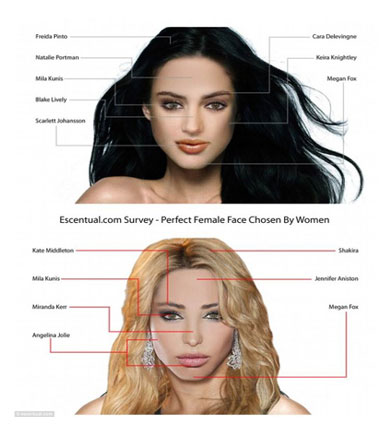 Freida Pinto
Cara Delevingne
Natalie Portman
Keira Knightley
Mila Kunis
Megan Fox
Blake Lively
Scarlett Johansson
Escentual.com Survey - Perfect Female Face Chosen By Women
Kate Middleton
Shakira
Mila Kunis
Jennifer Aniston
Miranda Kerr
Megan Fox
Angelina Jolie
© escentual.com